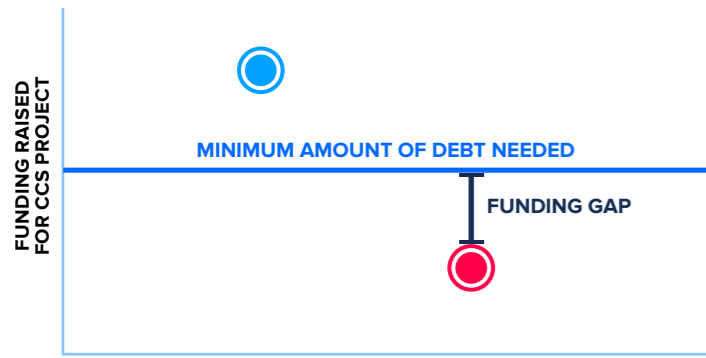 FUNDING RAISED
FOR CCS PROJECT
MINIMUM AMOUNT OF DEBT NEEDED
FUNDING GAP